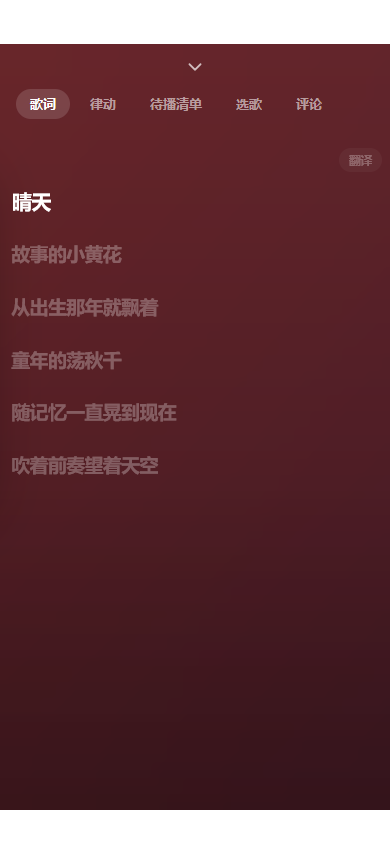 歌词 律动 待播清单 选歌 评论
翻译
晴天
故事的小黄花
从出生那年就飘着
童年的荡秋千
随记忆一直晃到现在
吹着前奏望着天空